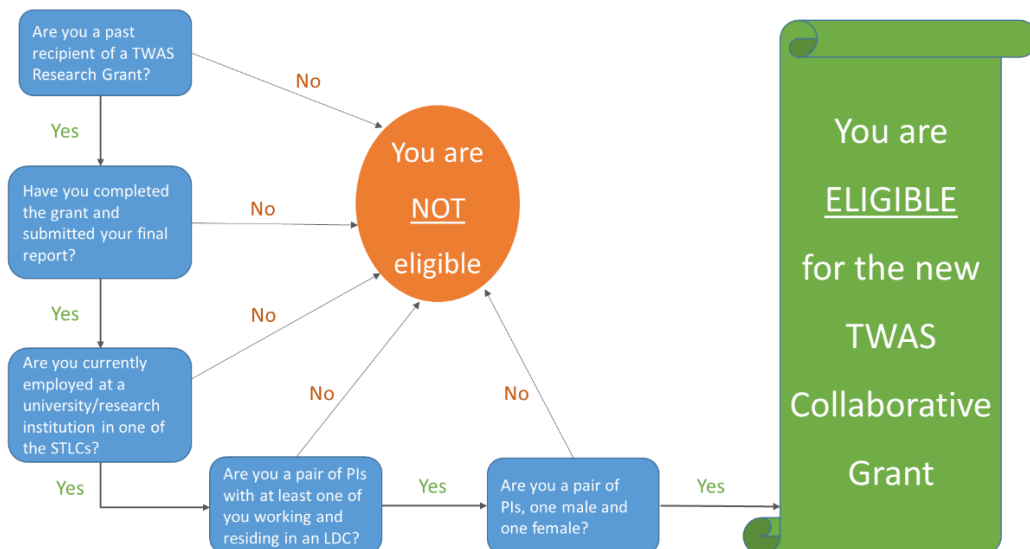 Are you a past
recipient of a TWAS
Research Grant?
No
Yes
You are
NOT
eligible
Have you completed
the grant and
submitted your final
report?
No
Yes
No
Are you currently
employed at a
university/research
institution in one of
the STLCs?
No
No
Yes
Are you a pair of PIs
with at least one of
you working and
residing in an LDC?
Yes
Are you a pair of
PIs, one male and
one female?
Yes
You are
ELIGIBLE
for the new
TWAS
Collaborative
Grant